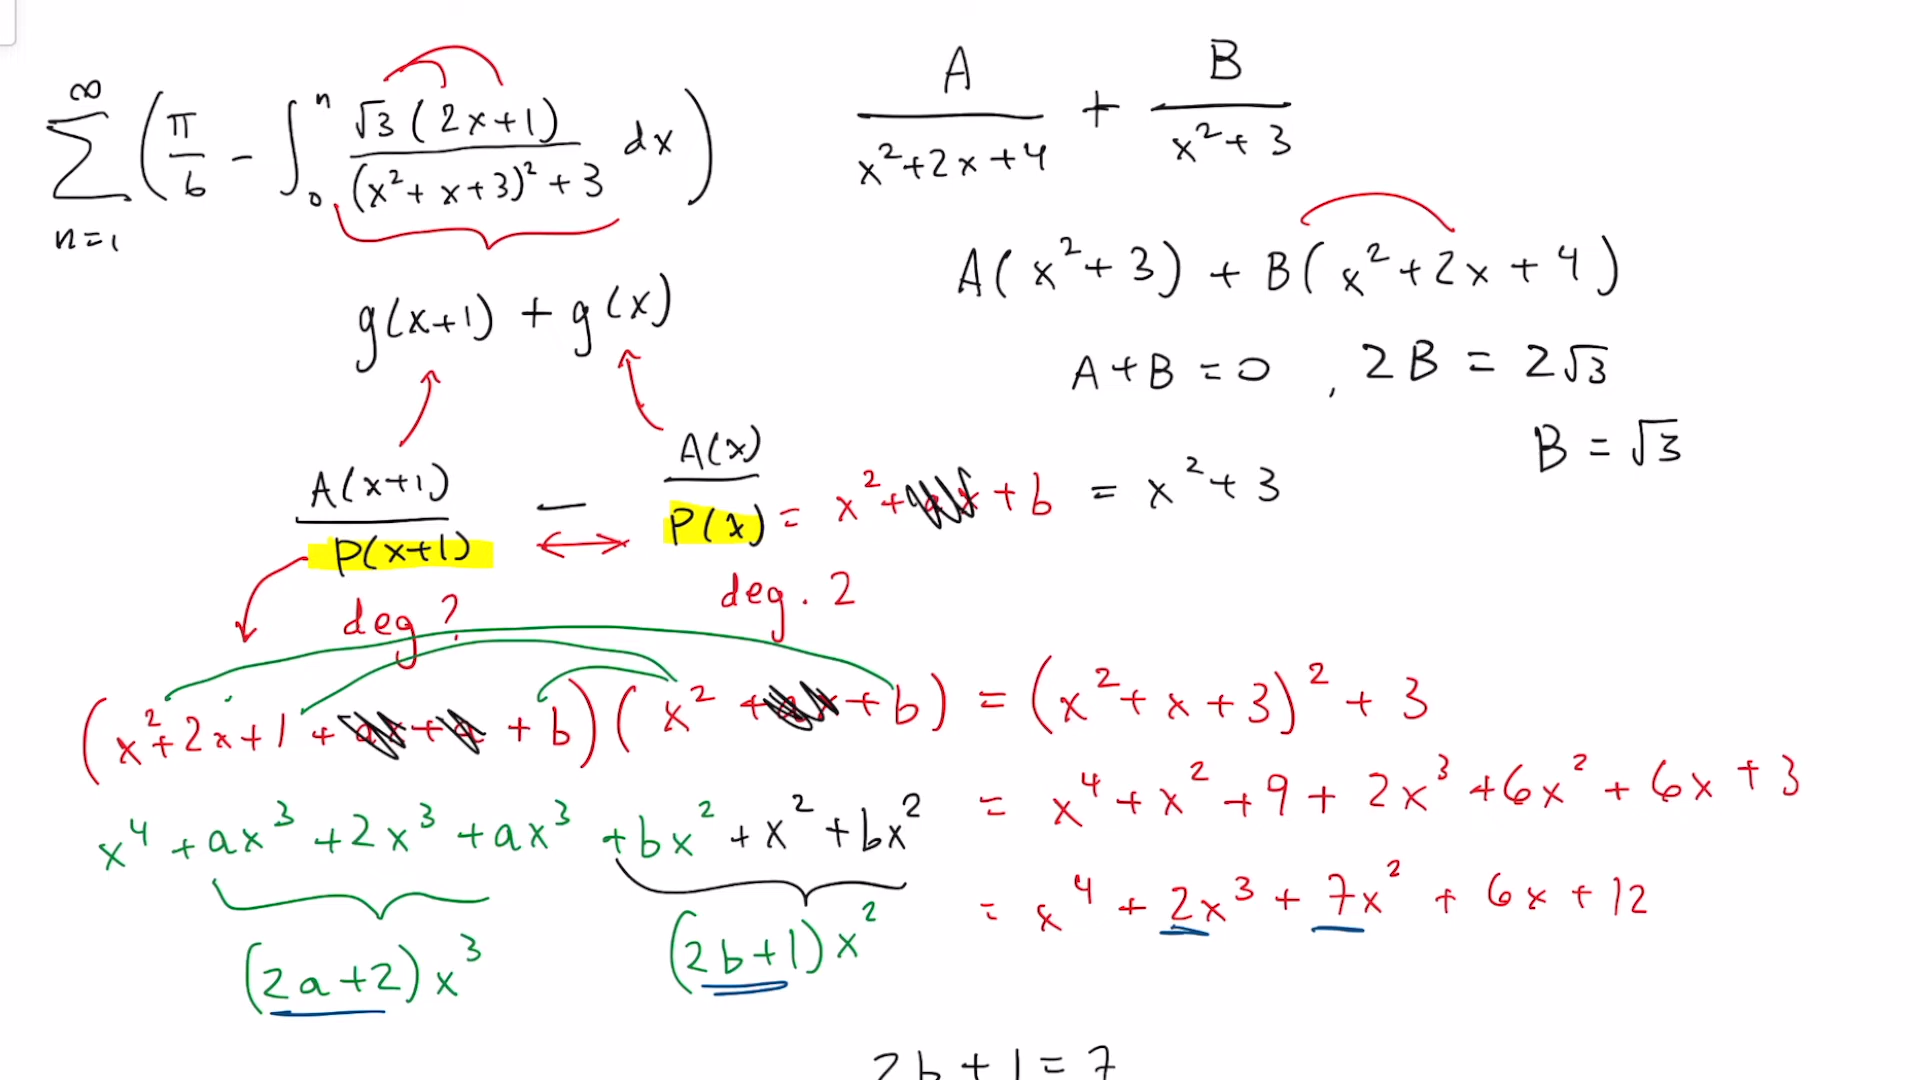 ∑_{n=1}^{∞} ( π/6 - ∫_0^n √3(2x+1) / ((x²+x+3)²+3) dx )
g(x+1) + g(x)
A(x+1)/P(x+1) - A(x)/P(x) = x²+ +b = x²+3
deg ?
deg. 2
(x²+2x+1 + + +b)(x² + +b) = (x²+x+3)²+3
x⁴+ax³+2x³+ax³+bx²+x²+bx² = x⁴+x²+9+2x³+6x²+6x+3
= x⁴+2x³+7x²+6x+12
(2a+2)x³
(2b+1)x²
2b+1=7
A/(x²+2x+4) + B/(x²+3)
A(x²+3)+B(x²+2x+4)
A+B=0 , 2B = 2√3
B = √3